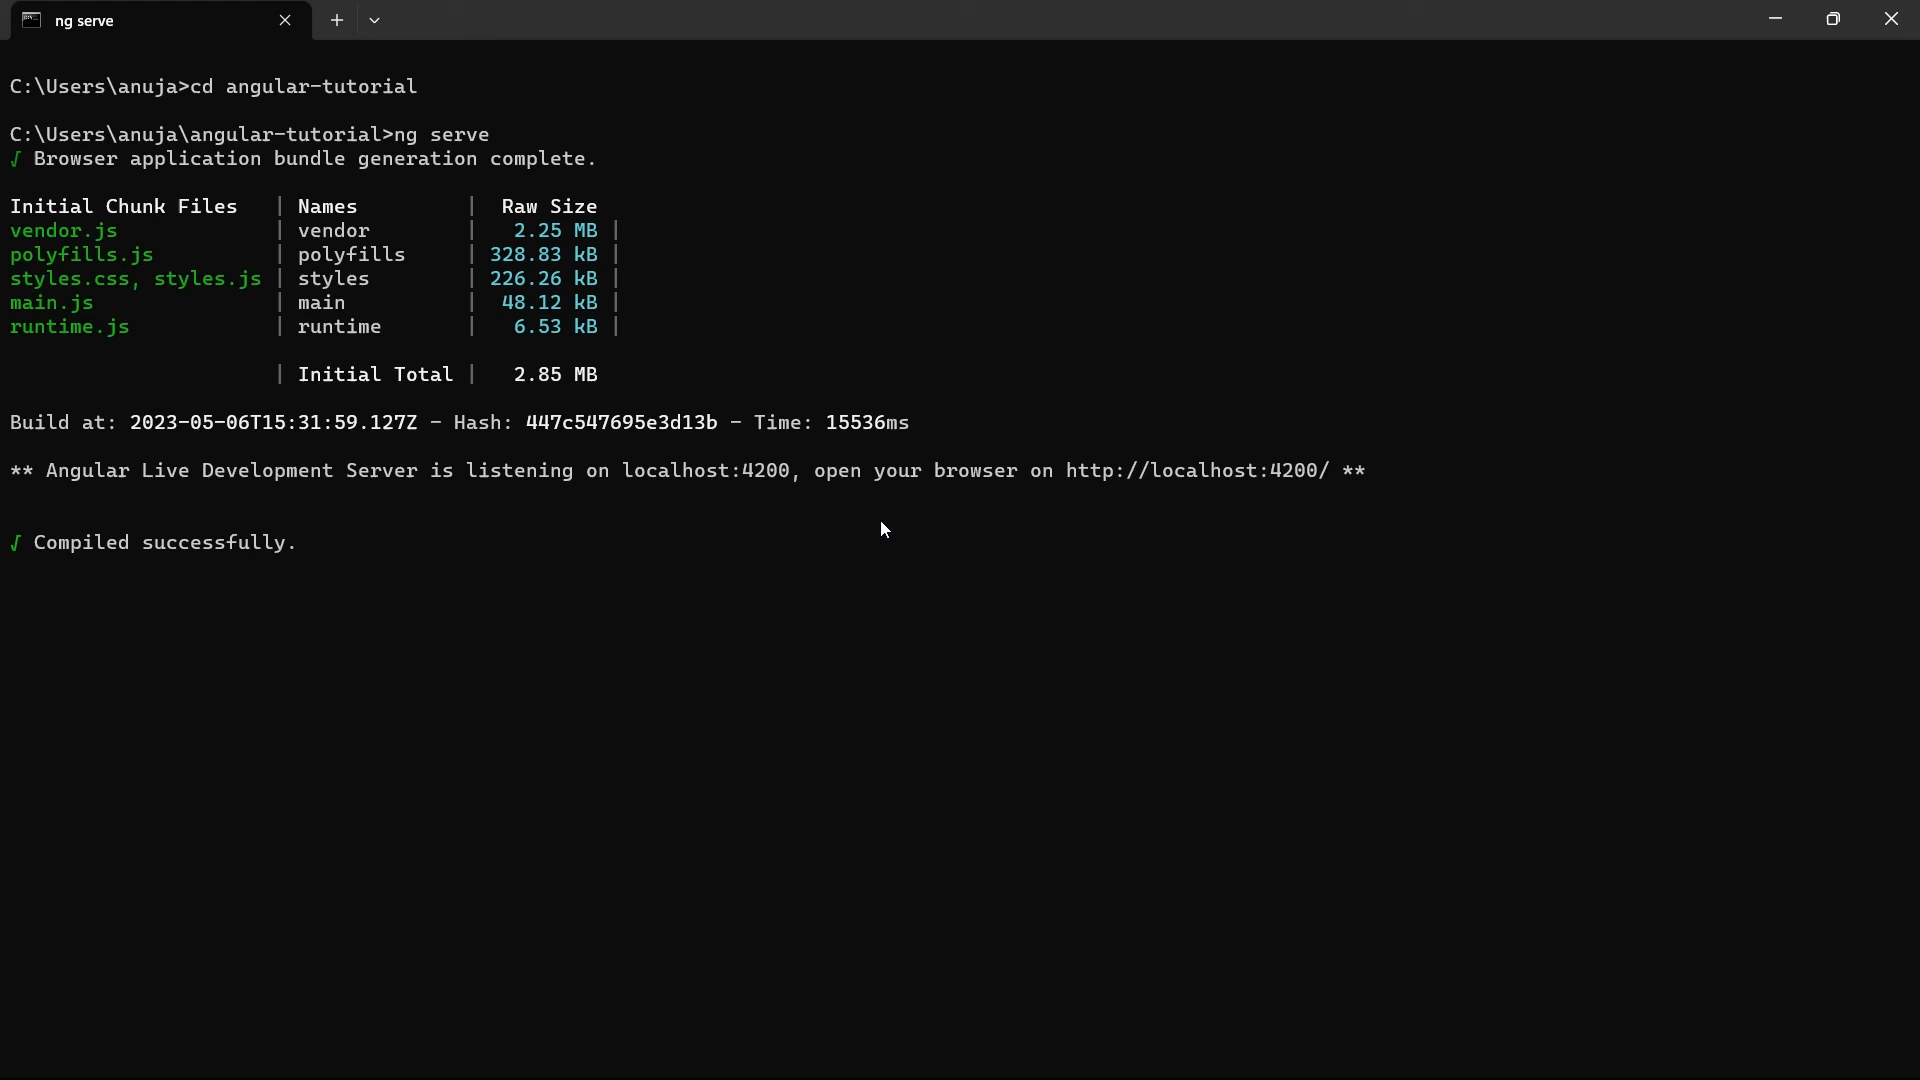 ng serve
C:\Users\anuja>cd angular-tutorial
C:\Users\anuja\angular-tutorial>ng serve
√ Browser application bundle generation complete.
Initial Chunk Files | Names | Raw Size
vendor.js | vendor | 2.25 MB |
polyfills.js | polyfills | 328.83 kB |
styles.css, styles.js | styles | 226.26 kB |
main.js | main | 48.12 kB |
runtime.js | runtime | 6.53 kB |
| Initial Total | 2.85 MB
Build at: 2023-05-06T15:31:59.127Z - Hash: 447c547695e3d13b - Time: 15536ms
** Angular Live Development Server is listening on localhost:4200, open your browser on http://localhost:4200/ **
√ Compiled successfully.